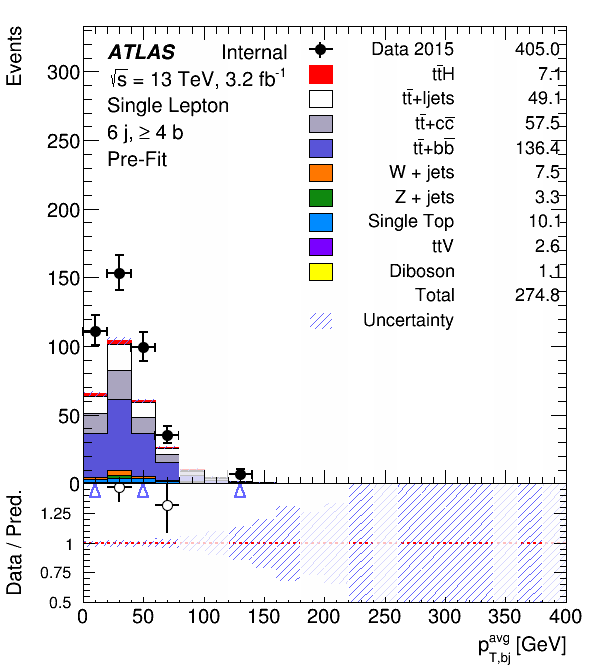 Events
ATLAS Internal
√s = 13 TeV, 3.2 fb⁻¹
Single Lepton
6 j, ≥ 4 b
Pre-Fit
Data 2015 405.0
tt̄H 7.1
tt̄+ljets 49.1
tt̄+cc̄ 57.5
tt̄+bb̄ 136.4
W + jets 7.5
Z + jets 3.3
Single Top 10.1
ttV 2.6
Diboson 1.1
Total 274.8
Uncertainty
300
250
200
150
100
50
0
Data / Pred.
1.25
1
0.75
0.5
0 50 100 150 200 250 300 350 400
p_{T,bj}^{avg} [GeV]